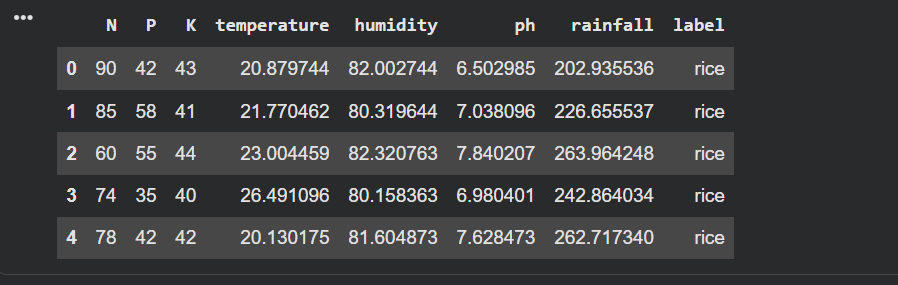 N P K temperature humidity ph rainfall label
0 90 42 43 20.879744 82.002744 6.502985 202.935536 rice
1 85 58 41 21.770462 80.319644 7.038096 226.655537 rice
2 60 55 44 23.004459 82.320763 7.840207 263.964248 rice
3 74 35 40 26.491096 80.158363 6.980401 242.864034 rice
4 78 42 42 20.130175 81.604873 7.628473 262.717340 rice